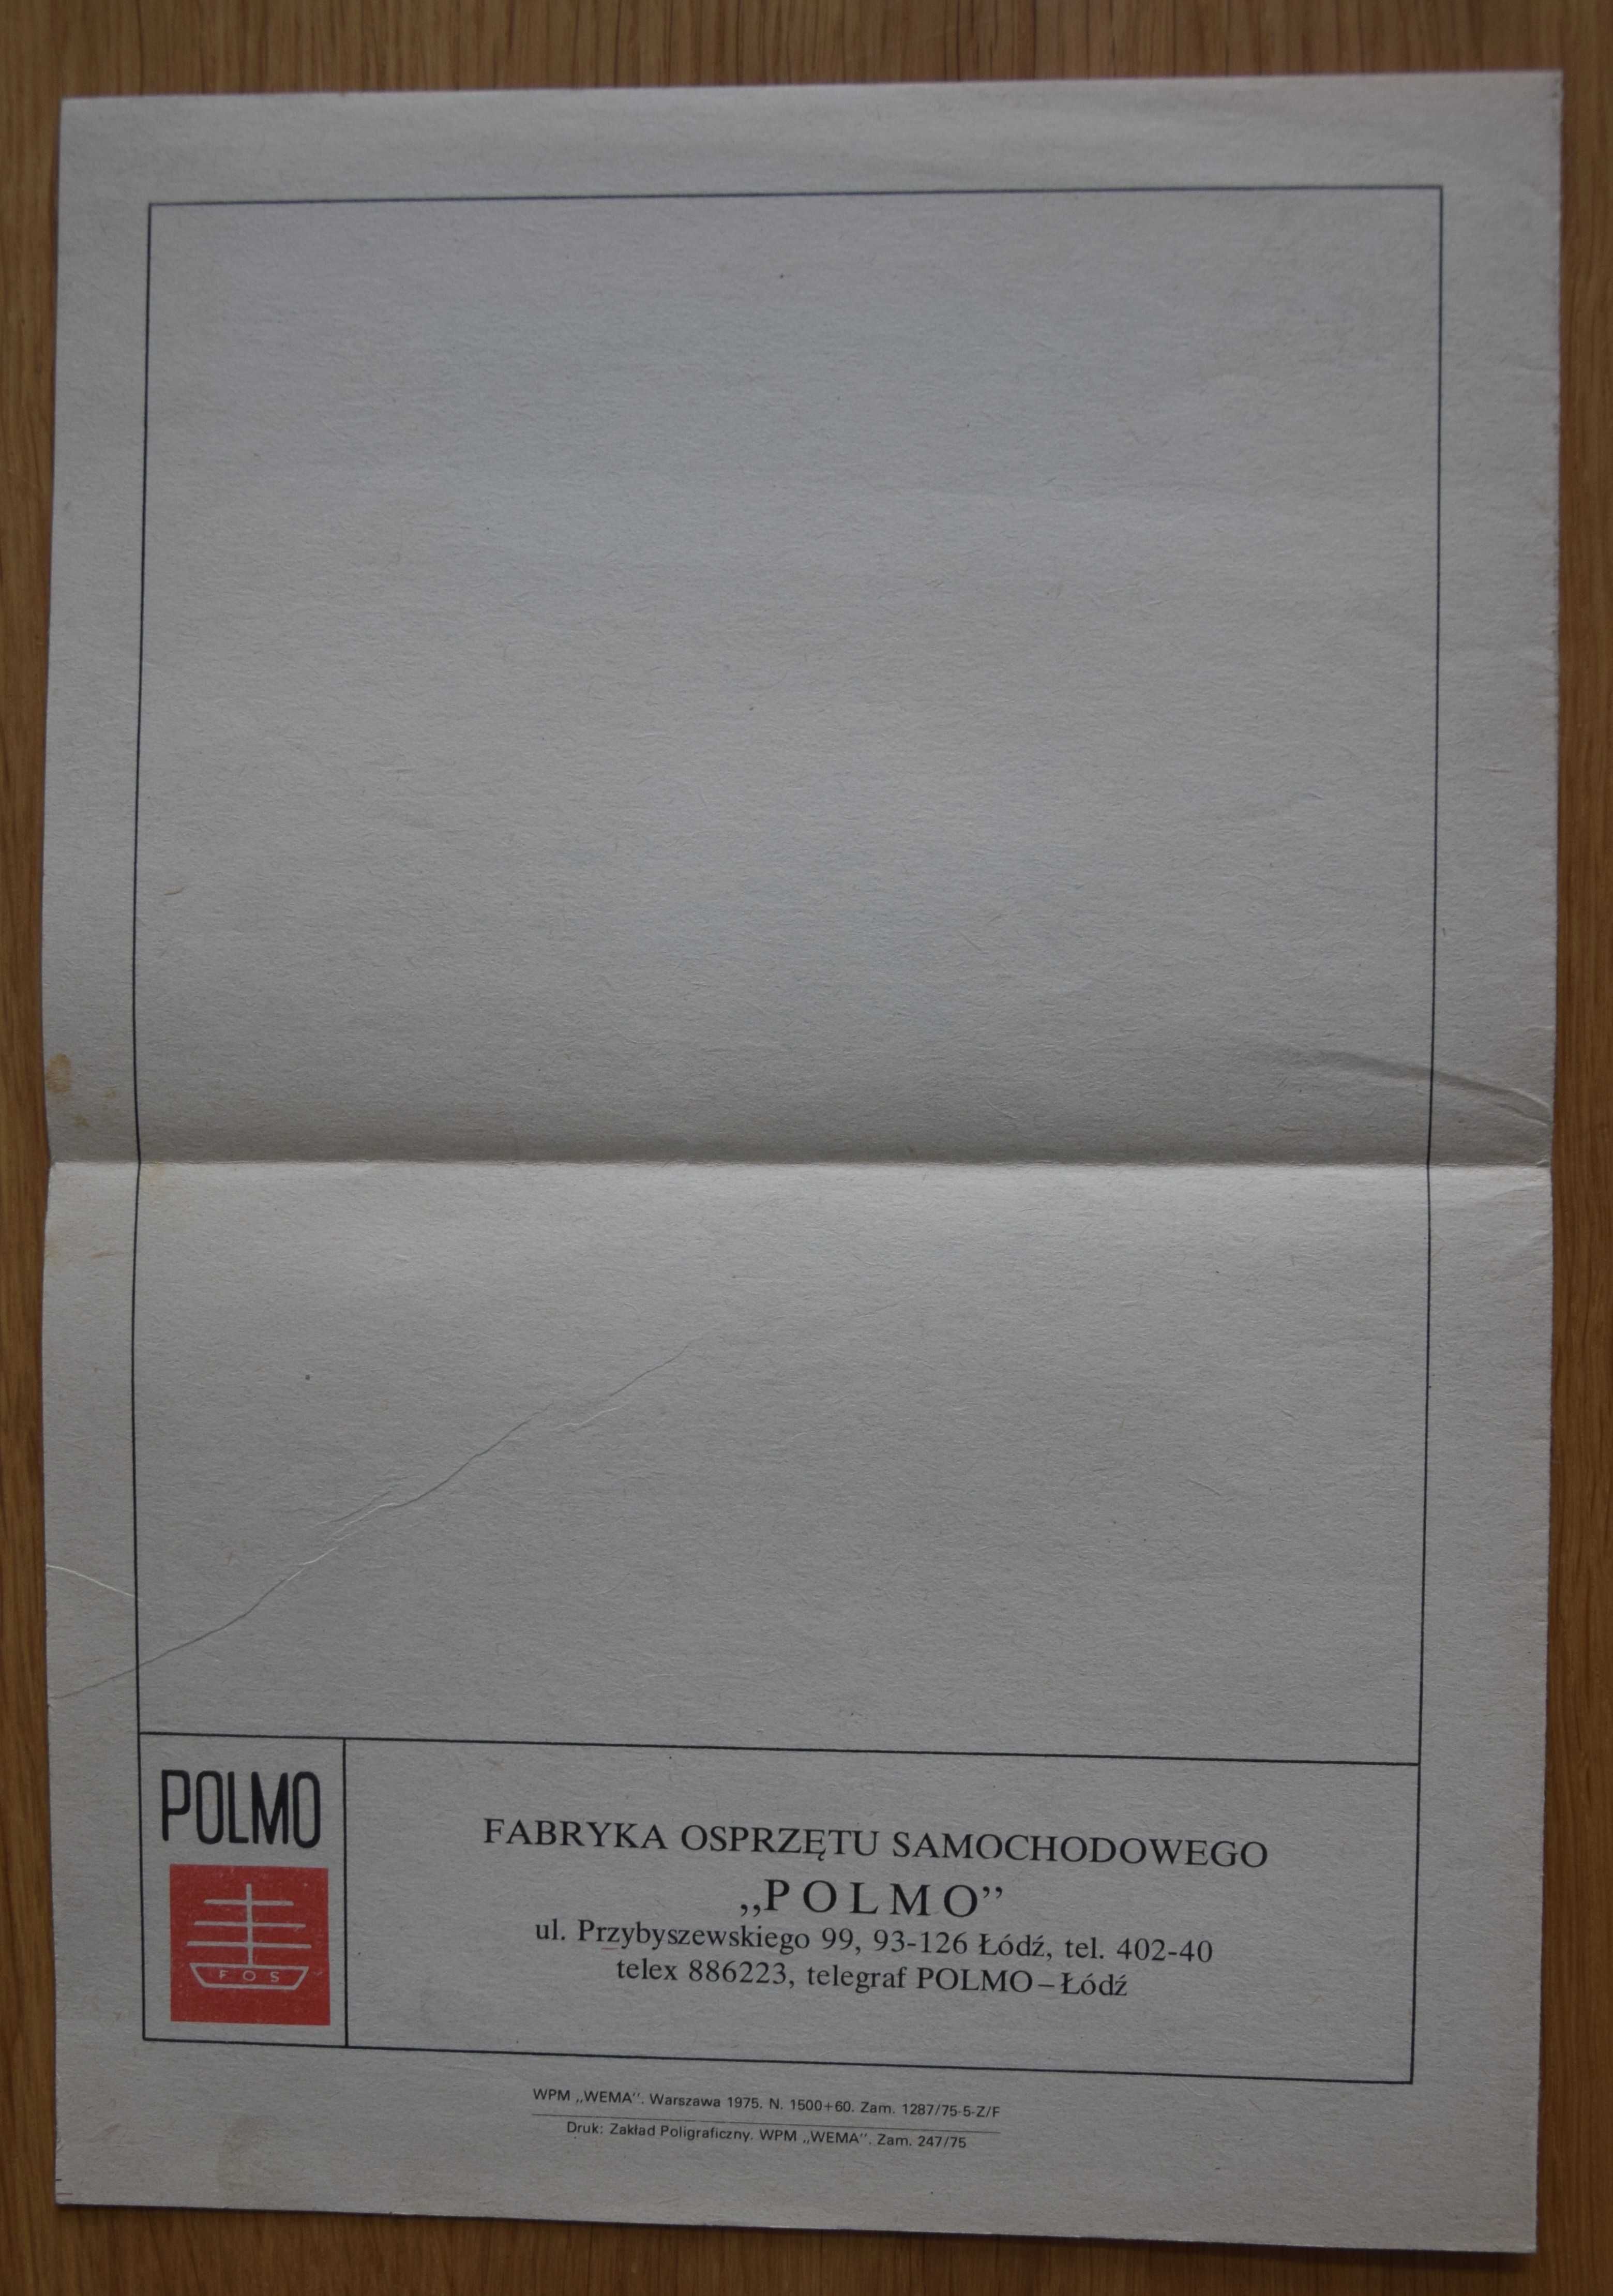 POLMO
FOS
FABRYKA OSPRZĘTU SAMOCHODOWEGO
„POLMO”
ul. Przybyszewskiego 99, 93-126 Łódź, tel. 402-40
telex 886223, telegraf POLMO–Łódź
WPM „WEMA”. Warszawa 1975. N. 1500+60. Zam. 1287/75-5-Z/F
Druk: Zakład Poligraficzny. WPM „WEMA”. Zam. 247/75